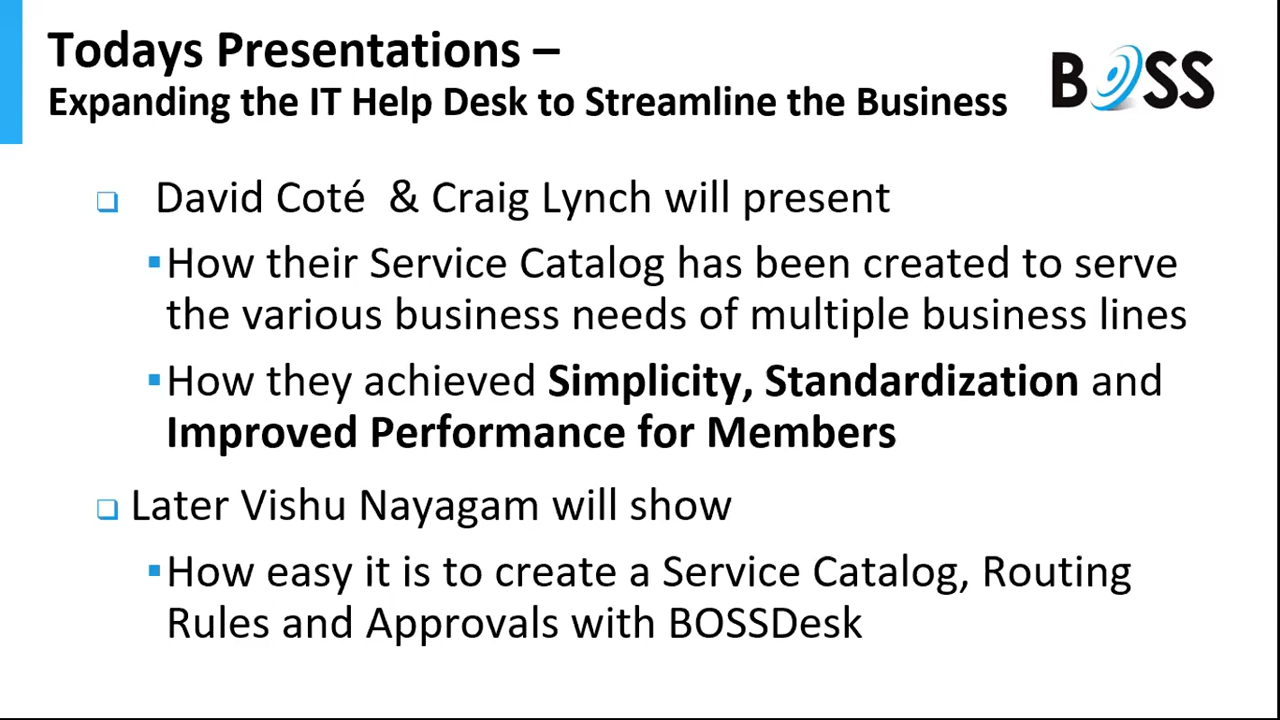 Todays Presentations –
Expanding the IT Help Desk to Streamline the Business
BOSS
❑ David Coté & Craig Lynch will present
▪How their Service Catalog has been created to serve
the various business needs of multiple business lines
▪How they achieved Simplicity, Standardization and
Improved Performance for Members
❑ Later Vishu Nayagam will show
▪How easy it is to create a Service Catalog, Routing
Rules and Approvals with BOSSDesk